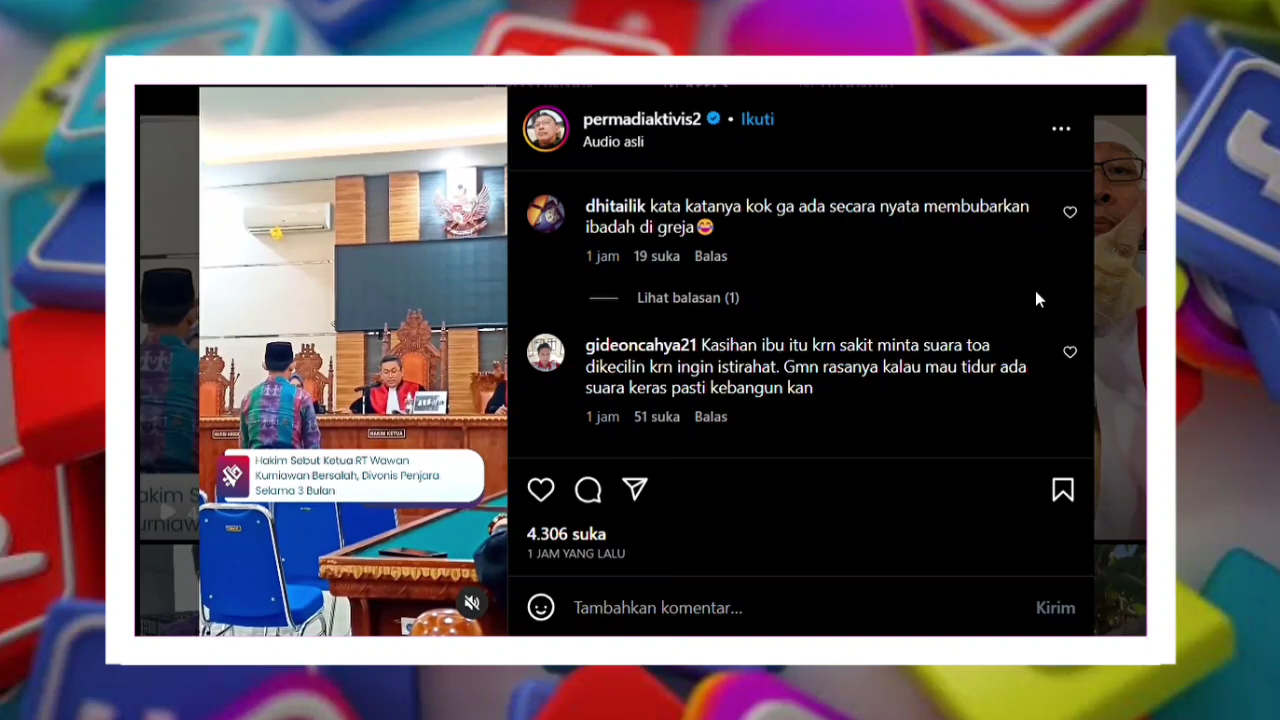 permadiaktivis2 • Ikuti
Audio asli
dhitailik kata katanya kok ga ada secara nyata membubarkan
ibadah di greja😂
1 jam 19 suka Balas
Lihat balasan (1)
gideoncahya21 Kasihan ibu itu krn sakit minta suara toa
dikecilin krn ingin istirahat. Gmn rasanya kalau mau tidur ada
suara keras pasti kebangun kan
1 jam 51 suka Balas
4.306 suka
1 JAM YANG LALU
Tambahkan komentar...
Kirim
HAKIM KETUA
Hakim Sebut Ketua RT Wawan
Kurniawan Bersalah, Divonis Penjara
Selama 3 Bulan